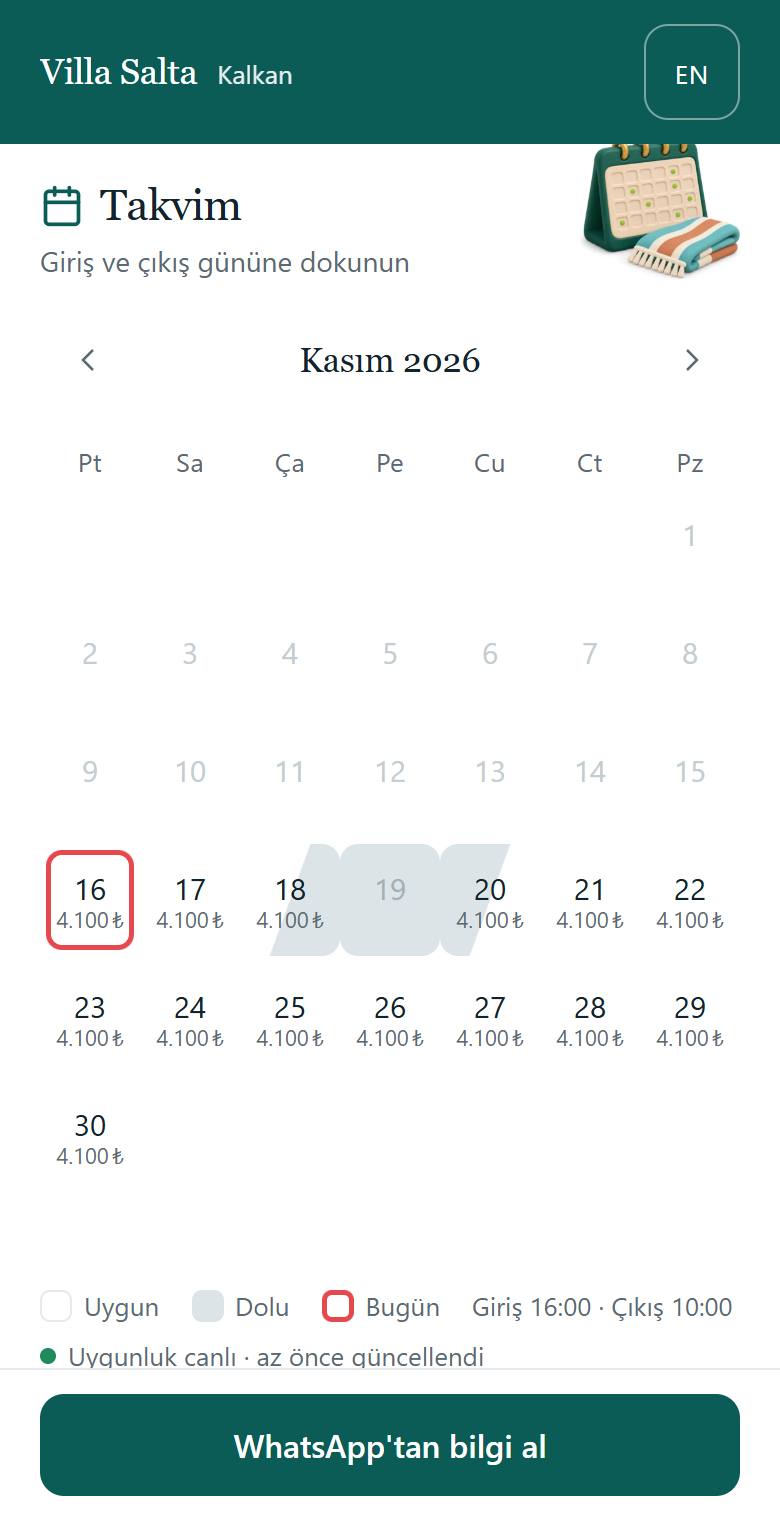 Villa Salta Kalkan EN
Takvim
Giriş ve çıkış gününe dokunun
Kasım 2026
Pt Sa Ça Pe Cu Ct Pz
1
2 3 4 5 6 7 8
9 10 11 12 13 14 15
16 17 18 19 20 21 22
4.100 ₺ 4.100 ₺ 4.100 ₺ 4.100 ₺ 4.100 ₺ 4.100 ₺
23 24 25 26 27 28 29
4.100 ₺ 4.100 ₺ 4.100 ₺ 4.100 ₺ 4.100 ₺ 4.100 ₺ 4.100 ₺
30
4.100 ₺
Uygun Dolu Bugün Giriş 16:00 · Çıkış 10:00
Uygunluk canlı · az önce güncellendi
WhatsApp'tan bilgi al